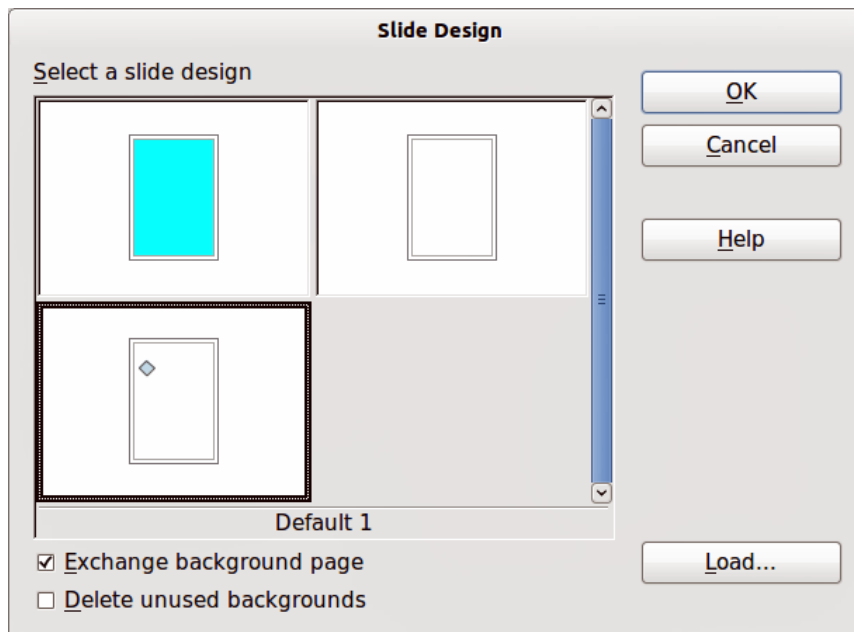 Slide Design
Select a slide design
OK
Cancel
Help
Default 1
Exchange background page
Load...
Delete unused backgrounds